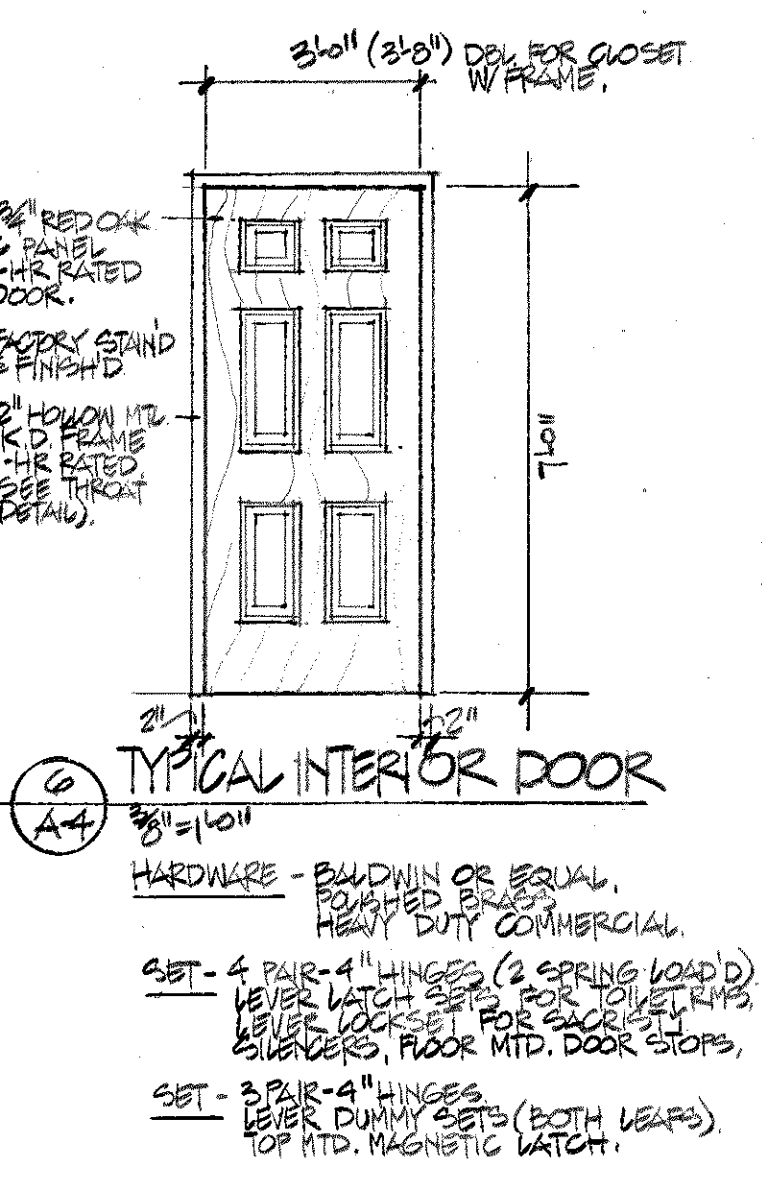 3'-0" (3'-8") DBL. FOR CLOSET
W/ FRAME.
3/4" RED OAK
6 PANEL
-HR RATED
DOOR.
FACTORY STAIN'D
& FINISH'D
2" HOLLOW MTL.
K.D. FRAME
-HR RATED.
SEE THROAT
DETAIL).
7'-0"
2"
2"
6
A-4
TYPICAL INTERIOR DOOR
3/8"=1'-0"
HARDWARE - BALDWIN OR EQUAL.
POLISHED BRASS
HEAVY DUTY COMMERCIAL.
SET - 4 PAIR-4" HINGES (2 SPRING LOAD'D)
LEVER LATCH SETS FOR TOILET RMS,
LEVER LOCKSET FOR SACRISTY
SILENCERS, FLOOR MTD. DOOR STOPS,
SET - 3 PAIR-4" HINGES.
LEVER DUMMY SETS (BOTH LEAFS).
TOP MTD. MAGNETIC LATCH.